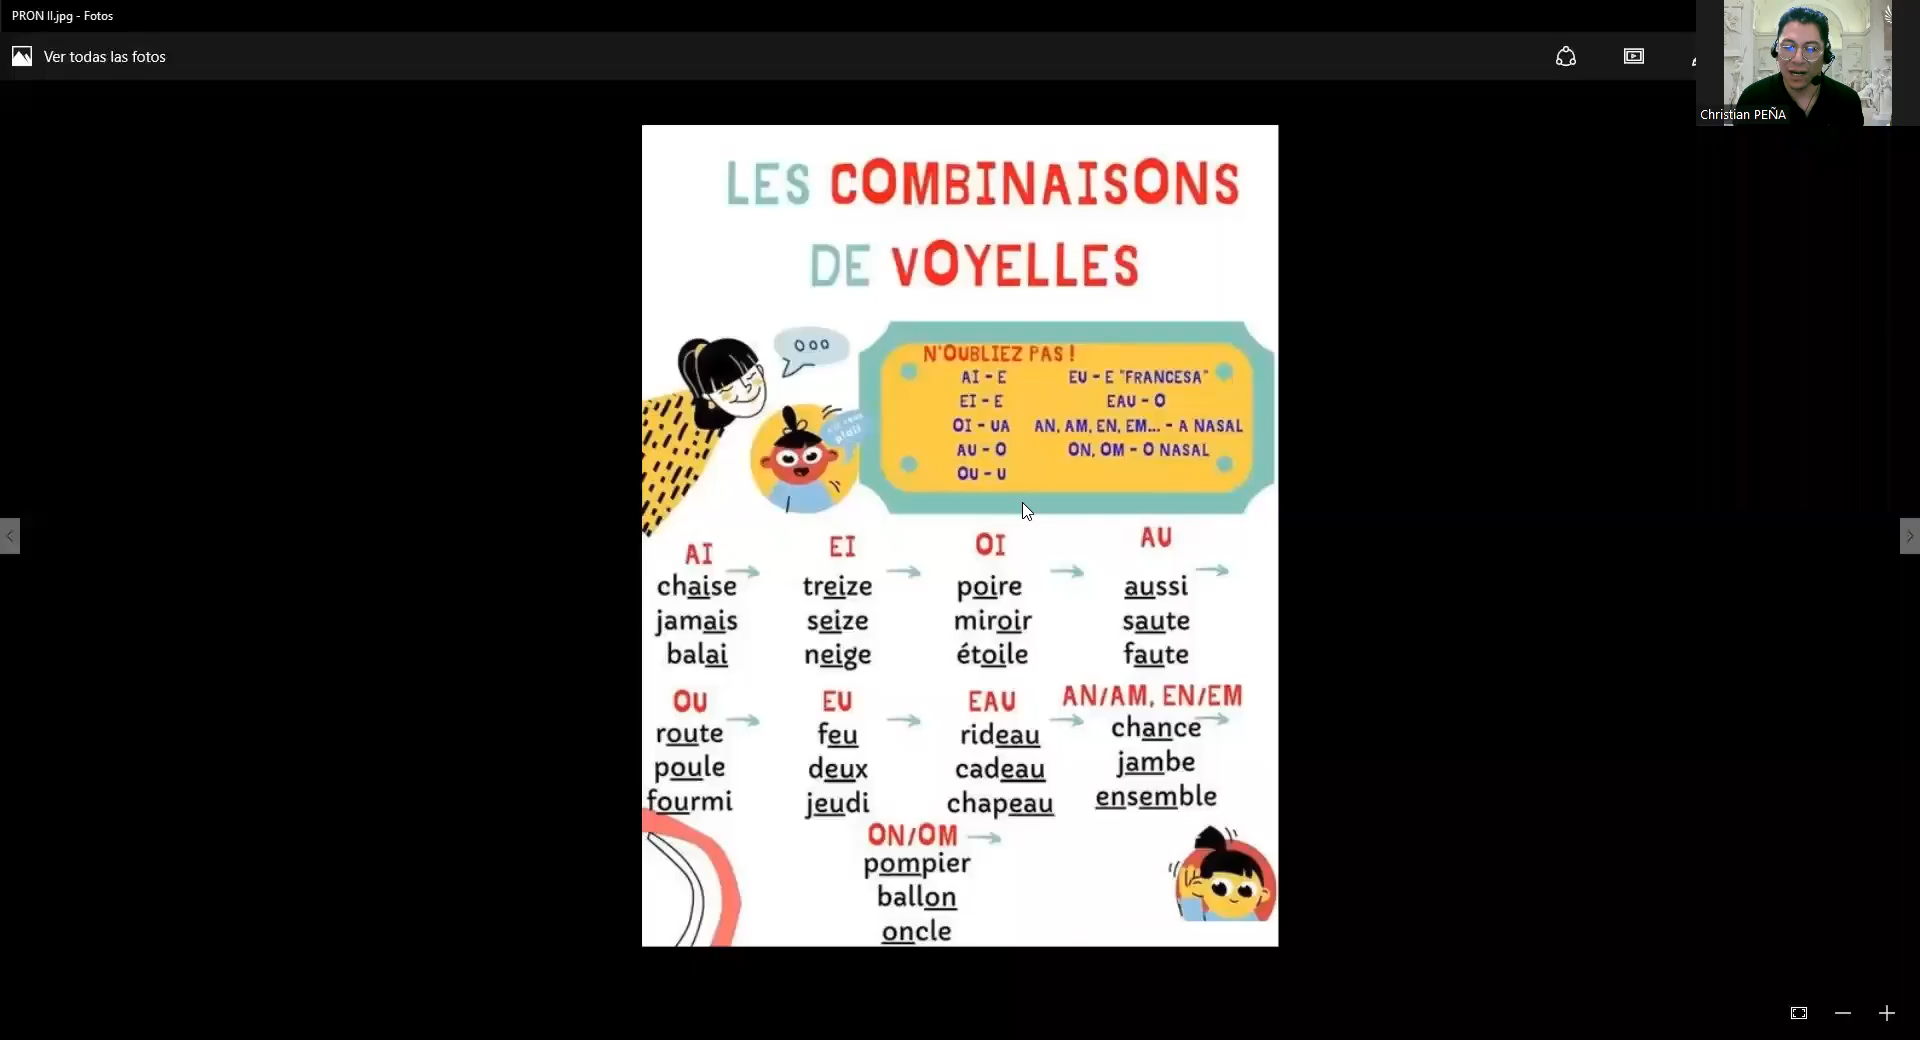 PRON II.jpg - Fotos
Ver todas las fotos
Christian PEÑA
LES COMBINAISONS
DE VOYELLES
ooo
plaît
N'OUBLIEZ PAS !
AI - E
EI - E
OI - UA
AU - O
OU - U
EU - E "FRANCESA"
EAU - O
AN, AM, EN, EM... - A NASAL
ON, OM - O NASAL
AI
chaise
jamais
balai
EI
treize
seize
neige
OI
poire
miroir
étoile
AU
aussi
saute
faute
OU
route
poule
fourmi
EU
feu
deux
jeudi
EAU
rideau
cadeau
chapeau
AN/AM, EN/EM
chance
jambe
ensemble
ON/OM
pompier
ballon
oncle